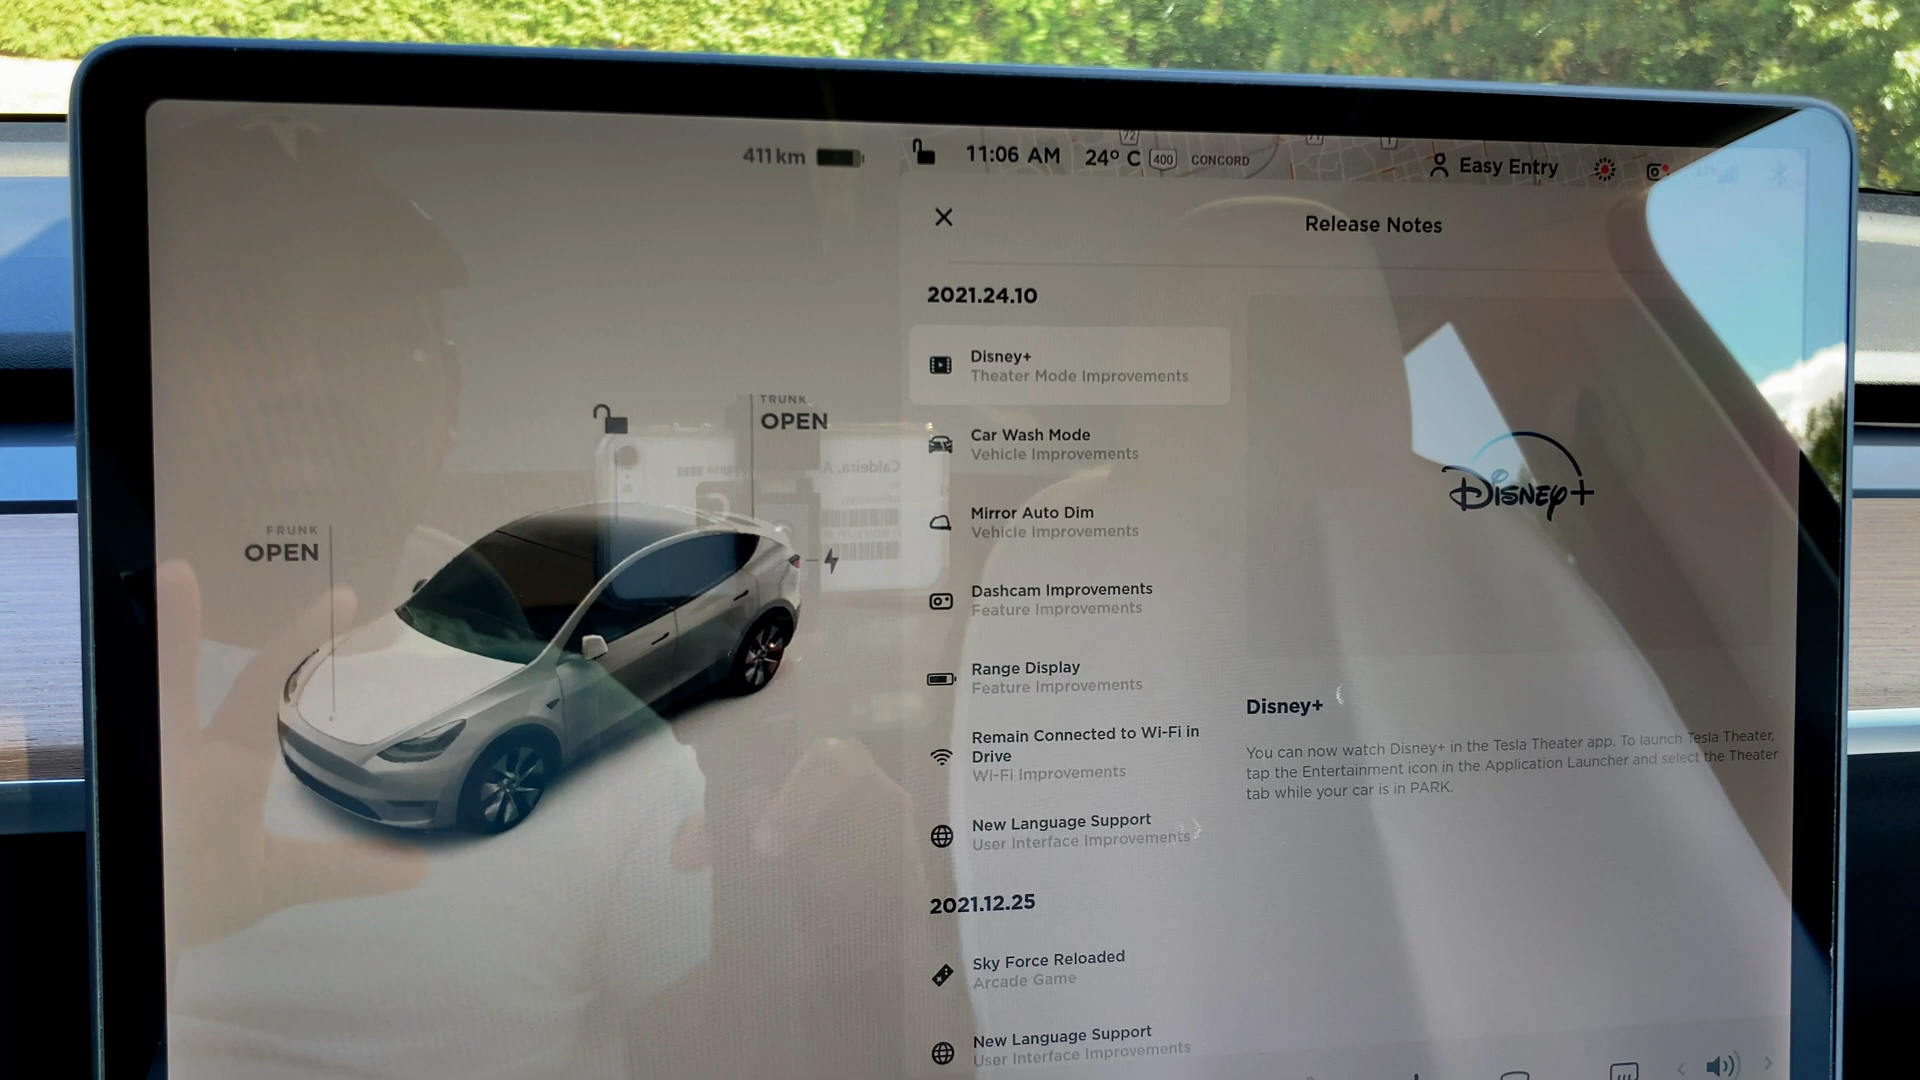 411 km
11:06 AM
24° C
400
CONCORD
Easy Entry
72
Release Notes
2021.24.10
Disney+
Theater Mode Improvements
Car Wash Mode
Vehicle Improvements
Mirror Auto Dim
Vehicle Improvements
Dashcam Improvements
Feature Improvements
Range Display
Feature Improvements
Remain Connected to Wi-Fi in
Drive
Wi-Fi Improvements
New Language Support
User Interface Improvements
2021.12.25
Sky Force Reloaded
Arcade Game
New Language Support
User Interface Improvements
TRUNK
OPEN
FRUNK
OPEN
Caldeira, A
Disney+
Disney+
You can now watch Disney+ in the Tesla Theater app. To launch Tesla Theater,
tap the Entertainment icon in the Application Launcher and select the Theater
tab while your car is in PARK.